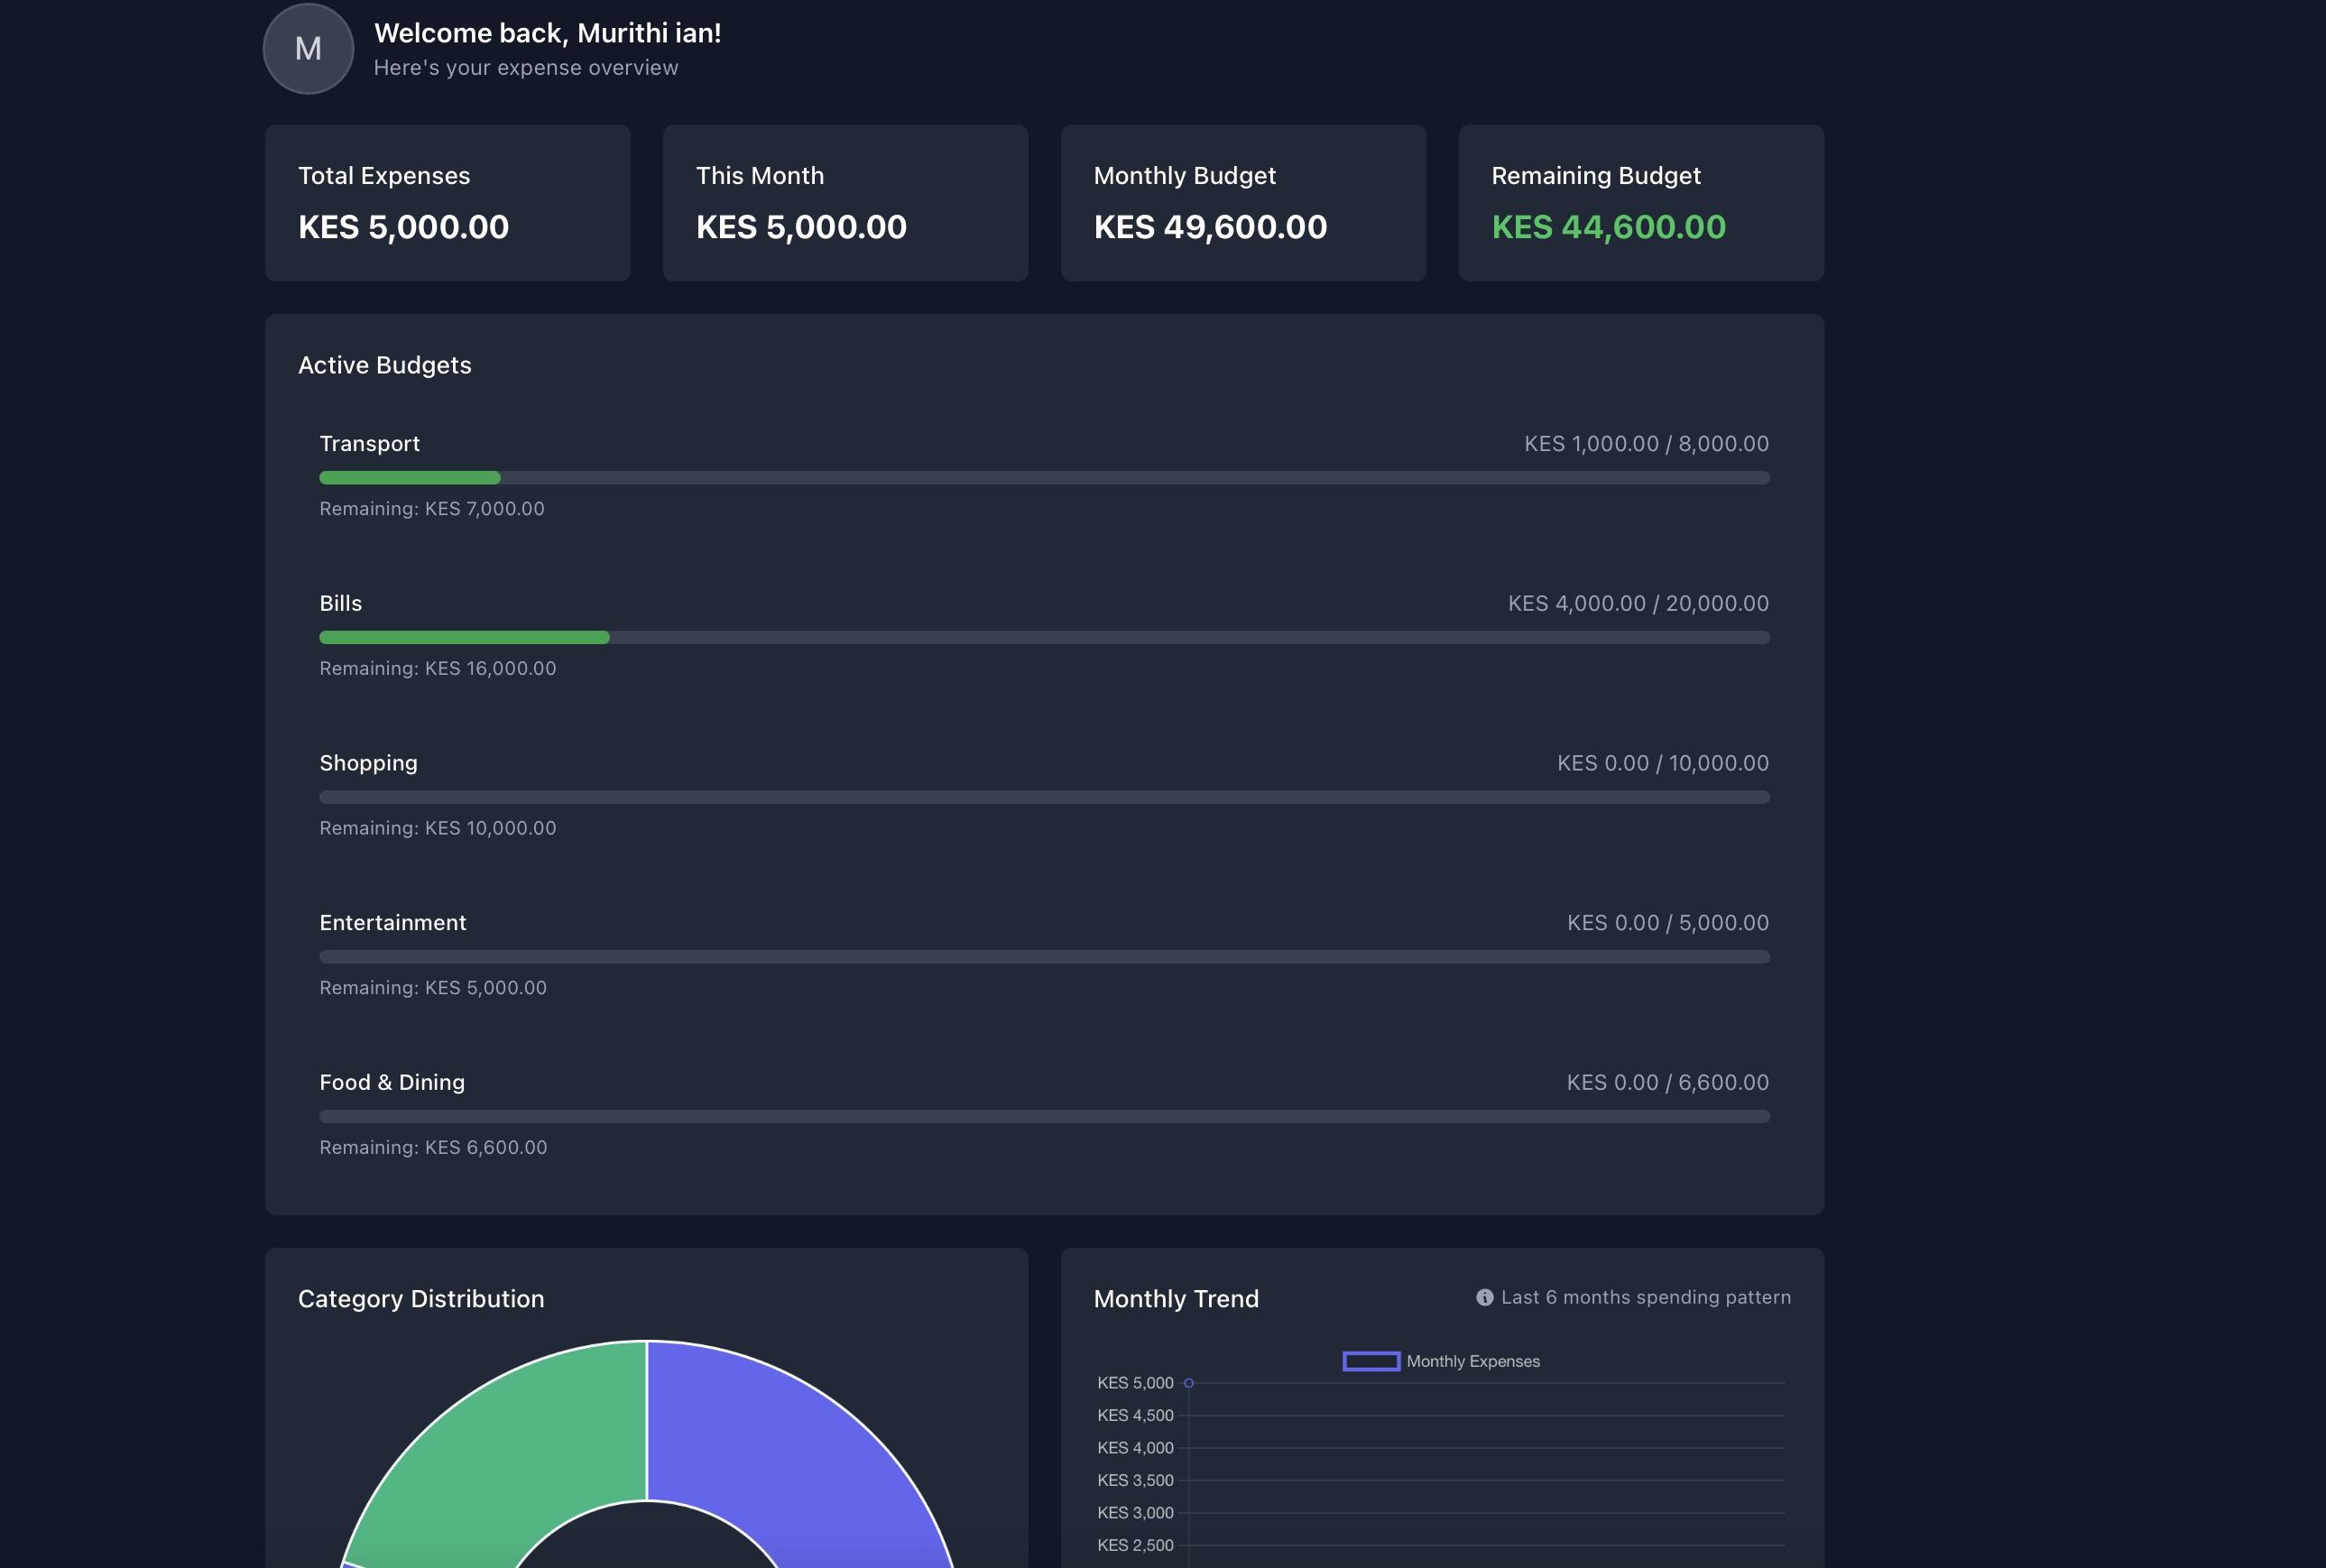 M
Welcome back, Murithi ian!
Here's your expense overview
Total Expenses
KES 5,000.00
This Month
KES 5,000.00
Monthly Budget
KES 49,600.00
Remaining Budget
KES 44,600.00
Active Budgets
Transport
KES 1,000.00 / 8,000.00
Remaining: KES 7,000.00
Bills
KES 4,000.00 / 20,000.00
Remaining: KES 16,000.00
Shopping
KES 0.00 / 10,000.00
Remaining: KES 10,000.00
Entertainment
KES 0.00 / 5,000.00
Remaining: KES 5,000.00
Food & Dining
KES 0.00 / 6,600.00
Remaining: KES 6,600.00
Category Distribution
Monthly Trend
Last 6 months spending pattern
Monthly Expenses
KES 5,000
KES 4,500
KES 4,000
KES 3,500
KES 3,000
KES 2,500